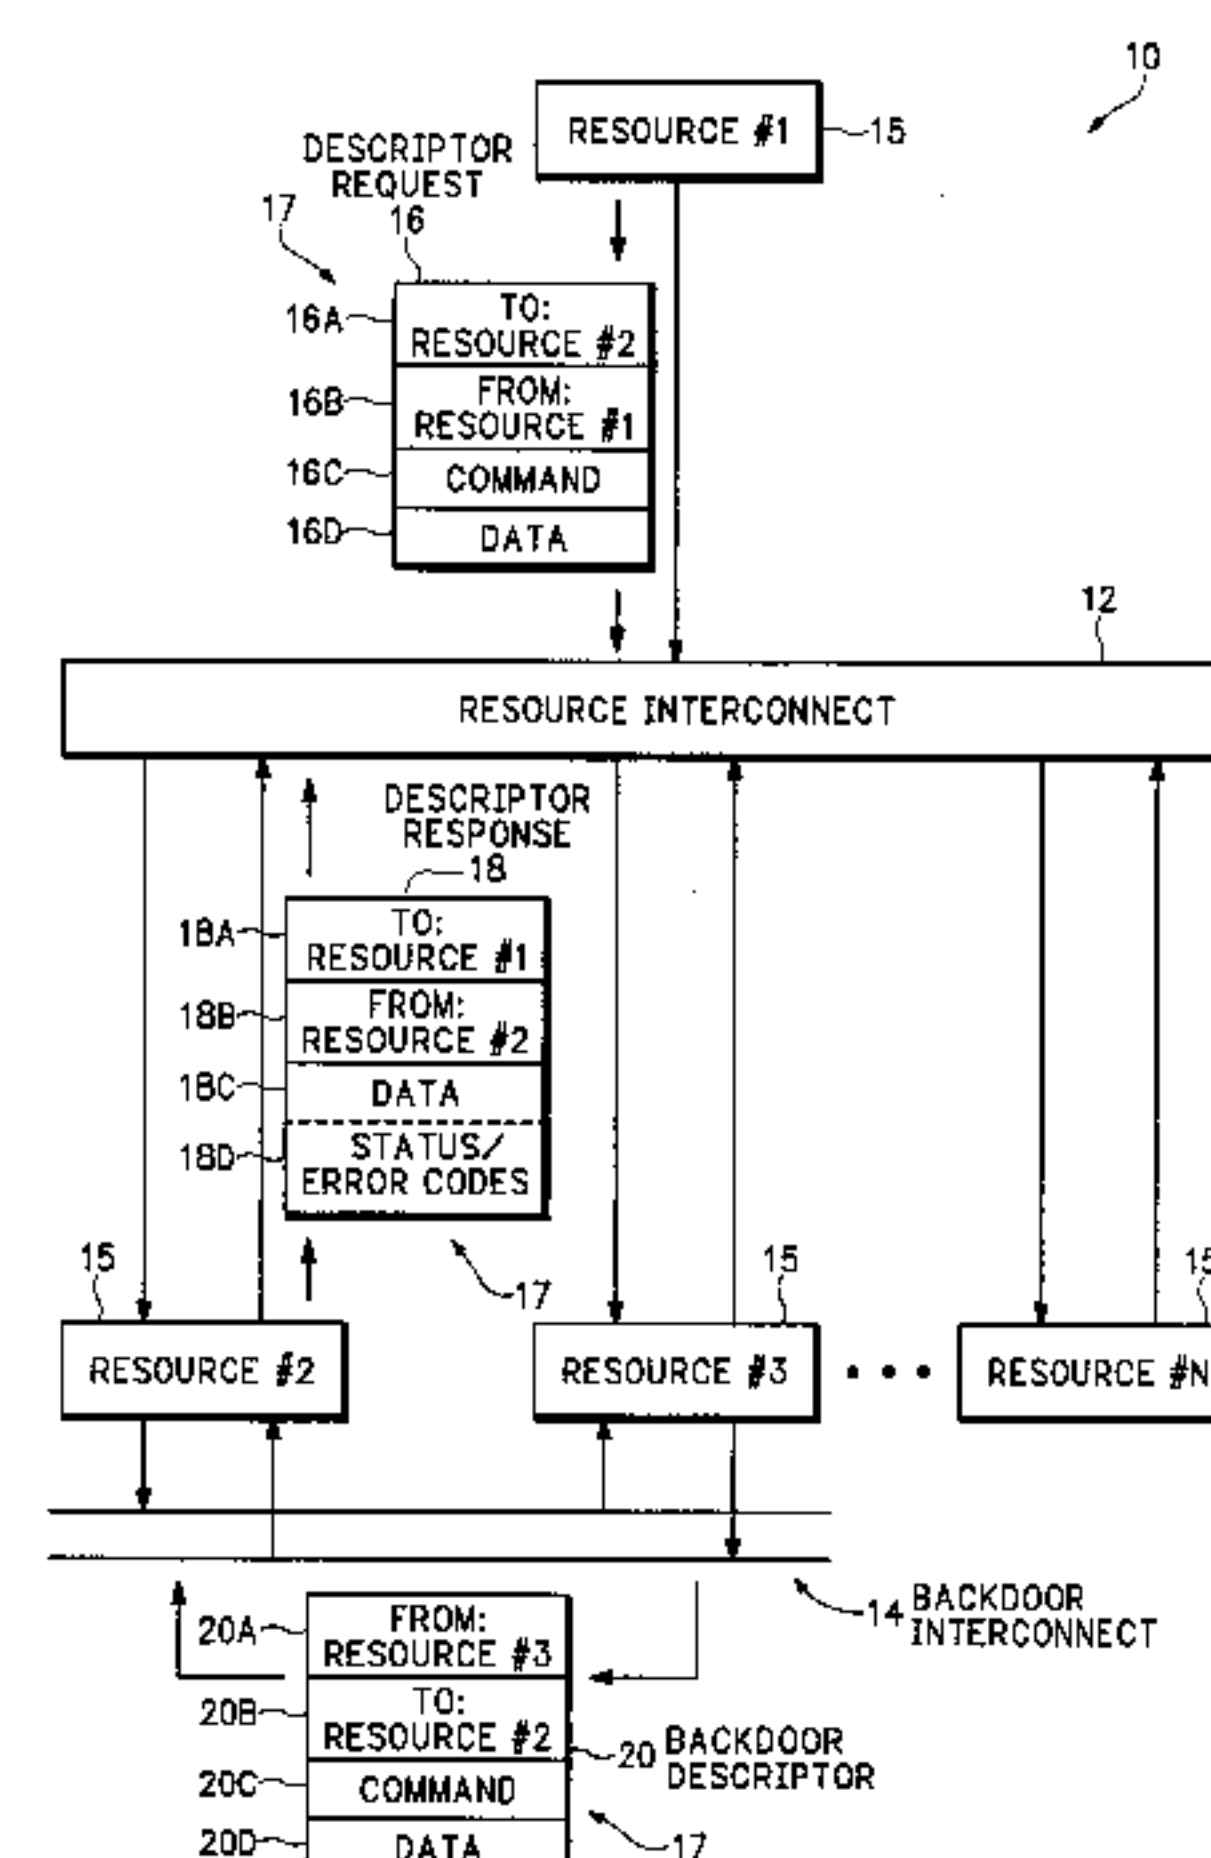 10
RESOURCE #1
15
DESCRIPTOR
REQUEST
17
16
16A
TO:
RESOURCE #2
16B
FROM:
RESOURCE #1
16C
COMMAND
16D
DATA
12
RESOURCE INTERCONNECT
DESCRIPTOR
RESPONSE
18
18A
TO:
RESOURCE #1
18B
FROM:
RESOURCE #2
18C
DATA
18D
STATUS/
ERROR CODES
17
15
15
15
RESOURCE #2
RESOURCE #3
RESOURCE #N
14
BACKDOOR
INTERCONNECT
20A
FROM:
RESOURCE #3
20B
TO:
RESOURCE #2
20
BACKDOOR
DESCRIPTOR
20C
COMMAND
20D
DATA
17